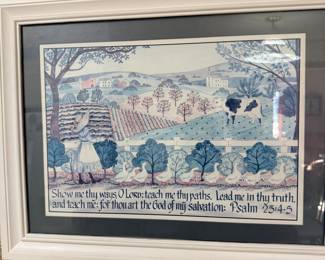 Show me thy ways O Lord: teach me thy paths. Lead me in thy truth,
and teach me: for thou art the God of my salvation: Psalm 25:4-5